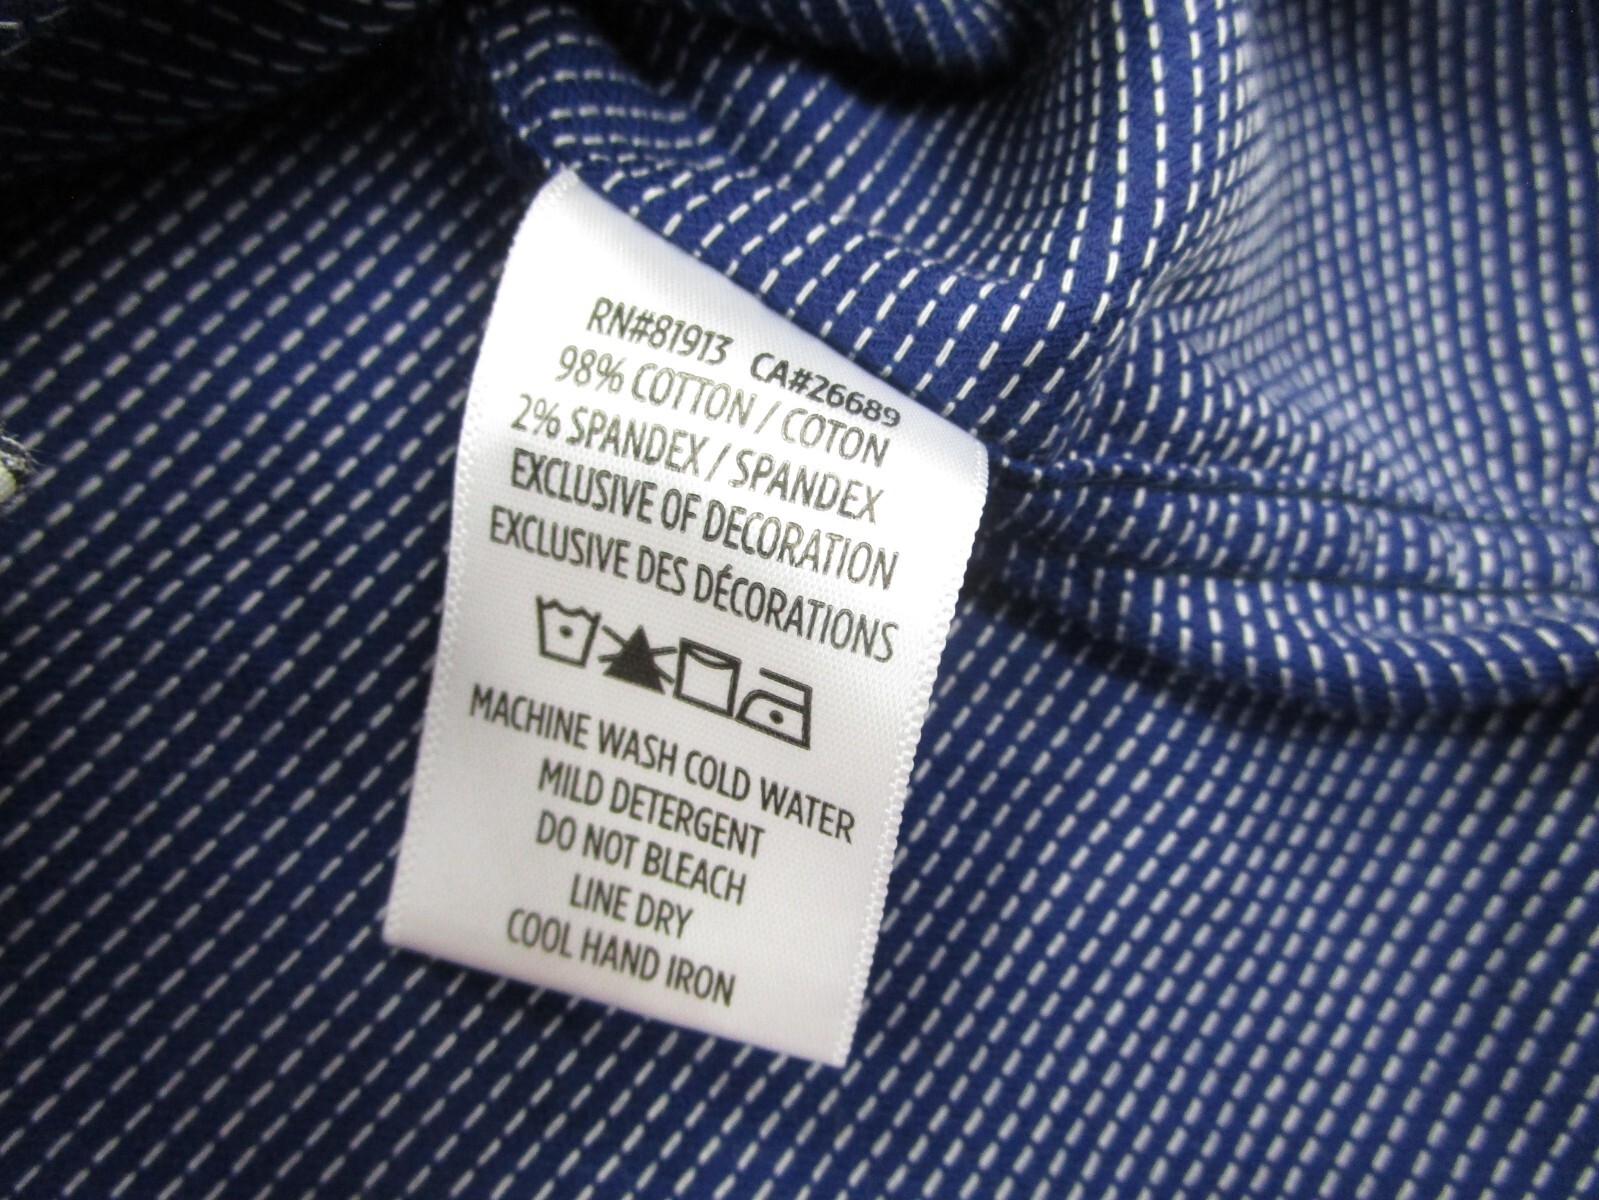 RN#81913 CA#26689
98% COTTON / COTON
2% SPANDEX / SPANDEX
EXCLUSIVE OF DECORATION
EXCLUSIVE DES DÉCORATIONS
MACHINE WASH COLD WATER
MILD DETERGENT
DO NOT BLEACH
LINE DRY
COOL HAND IRON